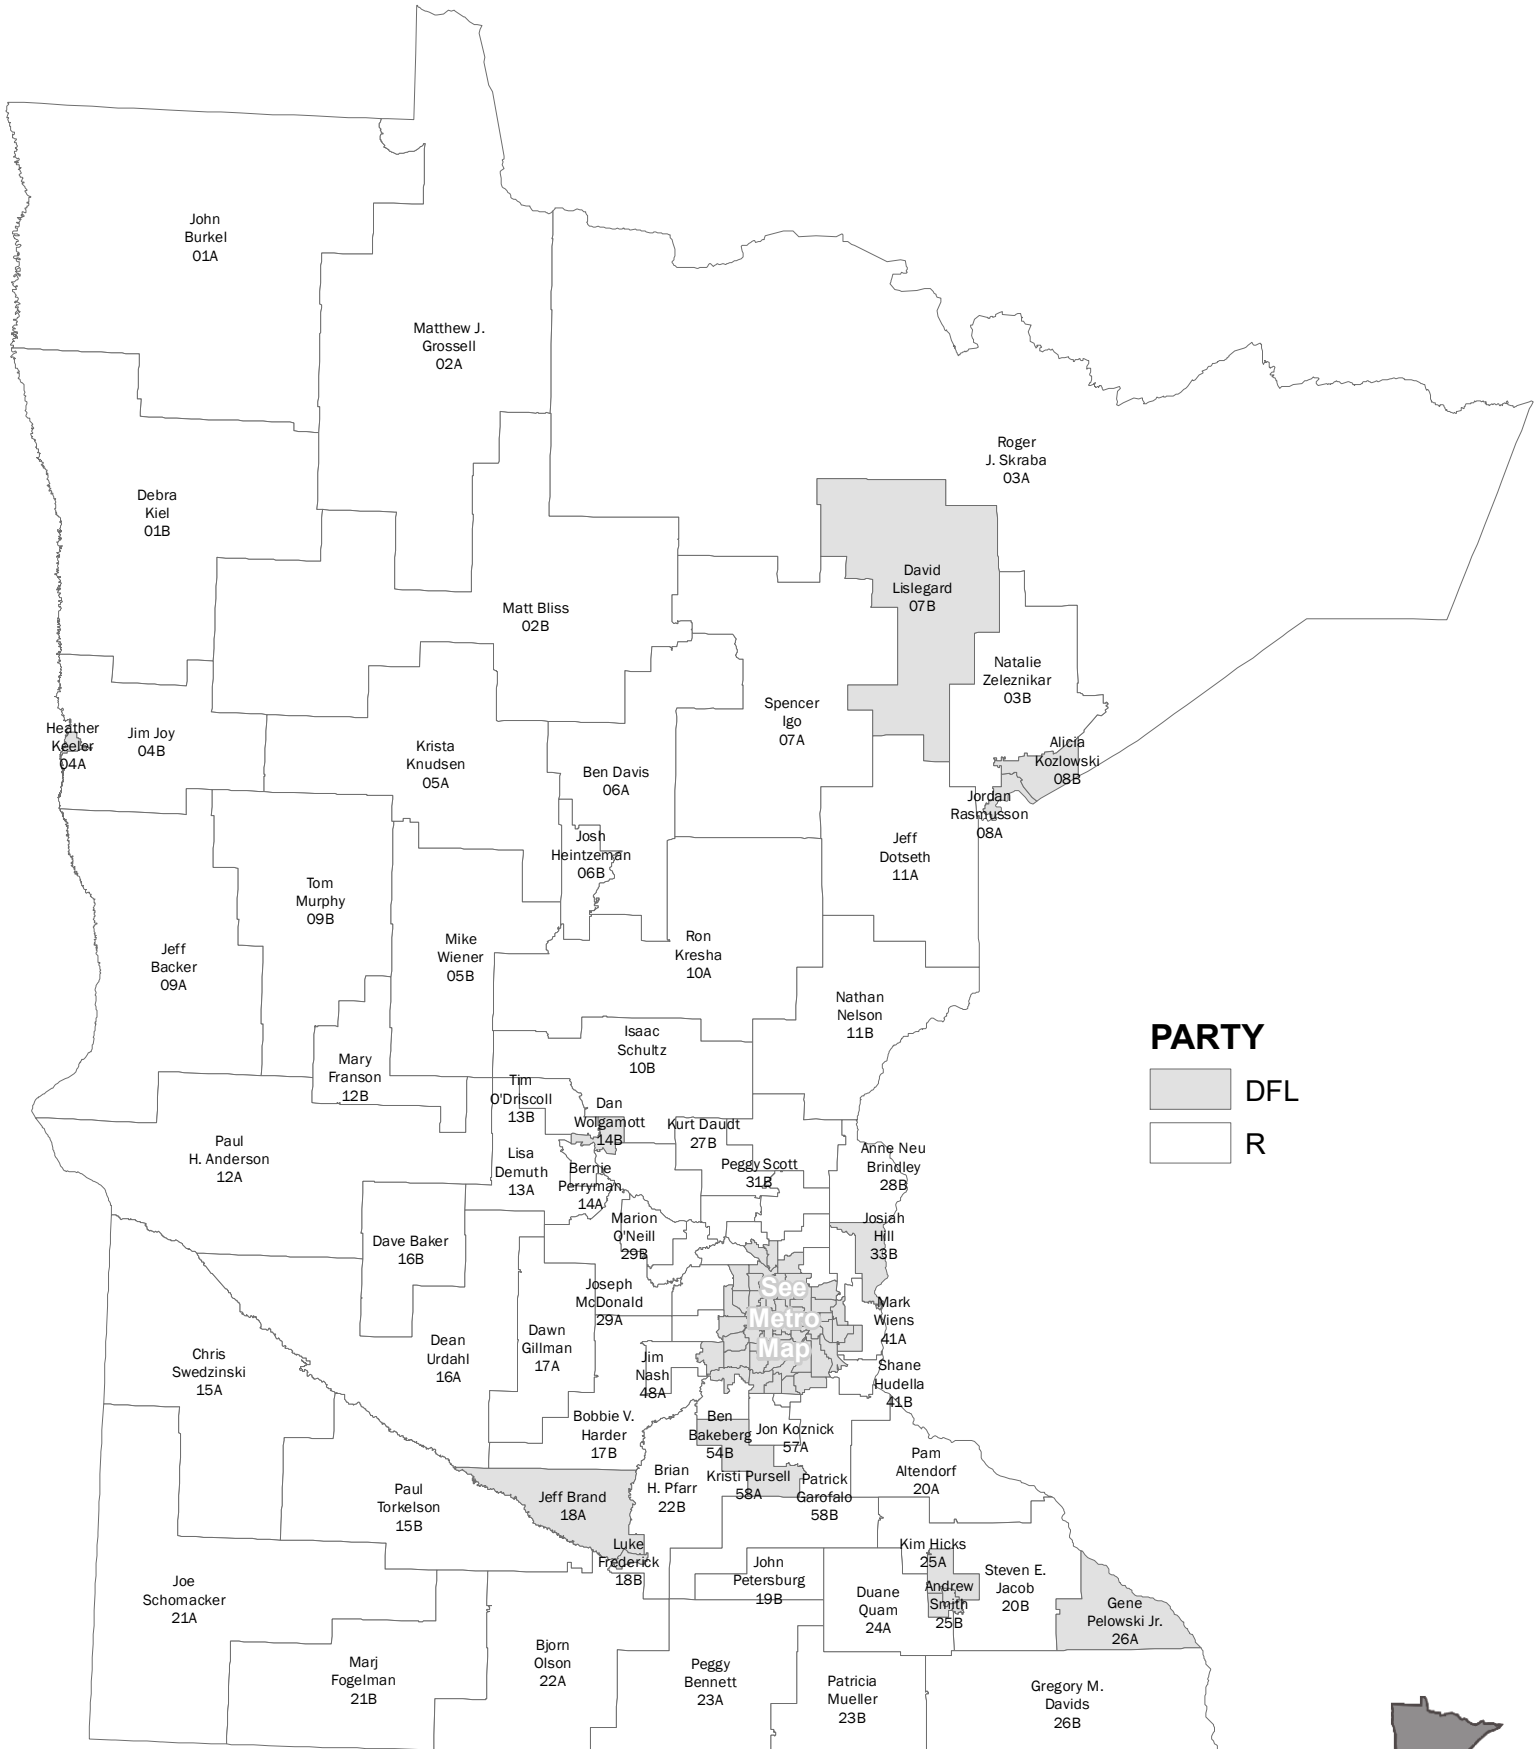 John
Burkel
01A
Matthew J.
Grossell
02A
Roger
J. Skraba
03A
Debra
Kiel
01B
David
Lislegard
07B
Matt Bliss
02B
Natalie
Zeleznikar
03B
Heather
Keeler
04A
Jim Joy
04B
Spencer
Igo
07A
Krista
Knudsen
05A
Alicia
Kozlowski
08B
Ben Davis
06A
Jordan
Rasmusson
08A
Josh
Heintzeman
06B
Jeff
Dotseth
11A
Tom
Murphy
09B
Jeff
Backer
09A
Mike
Wiener
05B
Ron
Kresha
10A
Nathan
Nelson
11B
PARTY
DFL
R
Isaac
Schultz
10B
Mary
Franson
12B
Tim
O'Driscoll
13B
Dan
Wolgamott
14B
Kurt Daudt
27B
Paul
H. Anderson
12A
Lisa
Demuth
13A
Bernie
Perryman
14A
Peggy Scott
31B
Anne Neu
Brindley
28B
Marion
O'Neill
29B
Josiah
Hill
33B
Dave Baker
16B
Joseph
McDonald
29A
See
Metro
Map
Mark
Wiens
41A
Chris
Swedzinski
15A
Dean
Urdahl
16A
Dawn
Gillman
17A
Jim
Nash
48A
Shane
Hudella
41B
Bobbie V.
Harder
17B
Ben
Bakeberg
54B
Jon Koznick
57A
Pam
Altendorf
20A
Paul
Torkelson
15B
Jeff Brand
18A
Brian
H. Pfarr
22B
Kristi Pursell
58A
Patrick
Garofalo
58B
Luke
Frederick
18B
John
Petersburg
19B
Kim Hicks
25A
Andrew
Smith
25B
Steven E.
Jacob
20B
Joe
Schomacker
21A
Duane
Quam
24A
Gene
Pelowski Jr.
26A
Marj
Fogelman
21B
Bjorn
Olson
22A
Peggy
Bennett
23A
Patricia
Mueller
23B
Gregory M.
Davids
26B